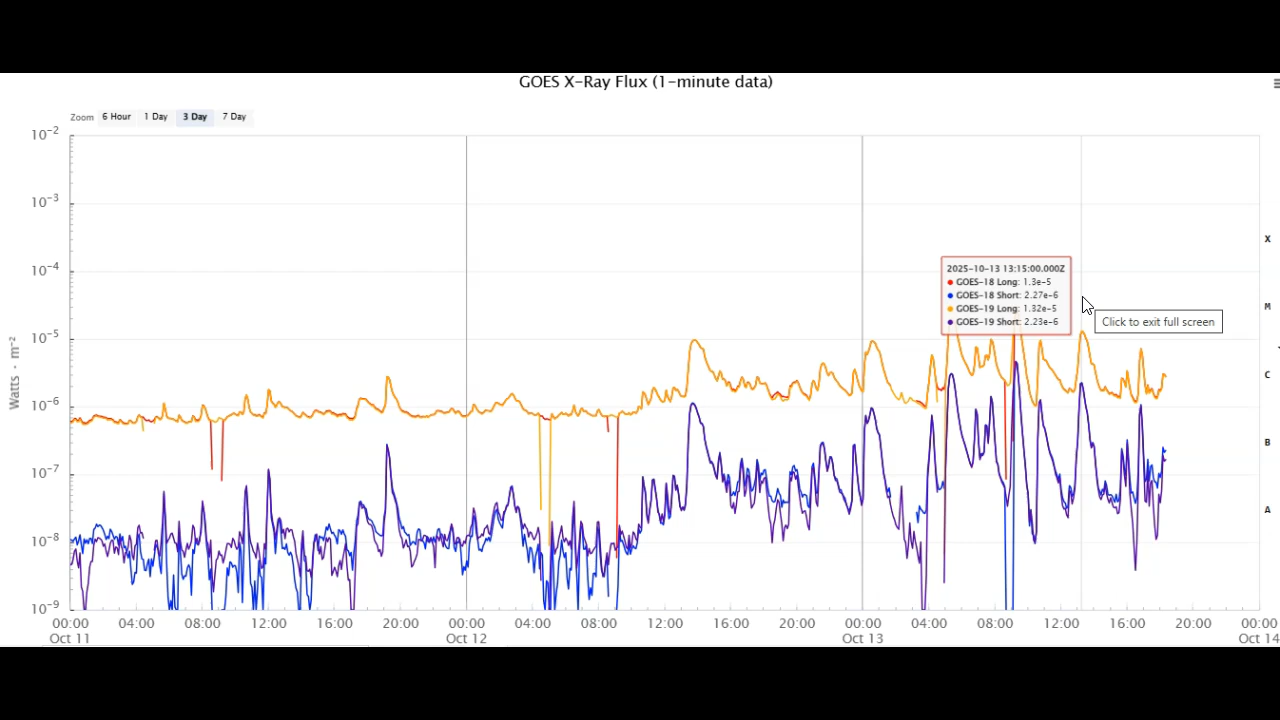 GOES X-Ray Flux (1-minute data)
Zoom 6 Hour 1 Day 3 Day 7 Day
10⁻²
10⁻³
10⁻⁴
10⁻⁵
10⁻⁶
10⁻⁷
10⁻⁸
10⁻⁹
Watts · m⁻²
X
M
C
B
A
2025-10-13 13:15:00.000Z
GOES-18 Long: 1.3e-5
GOES-18 Short: 2.27e-6
GOES-19 Long: 1.32e-5
GOES-19 Short: 2.23e-6
Click to exit full screen
00:00 04:00 08:00 12:00 16:00 20:00 00:00 04:00 08:00 12:00 16:00 20:00 00:00 04:00 08:00 12:00 16:00 20:00 00:00
Oct 11 Oct 12 Oct 13 Oct 14